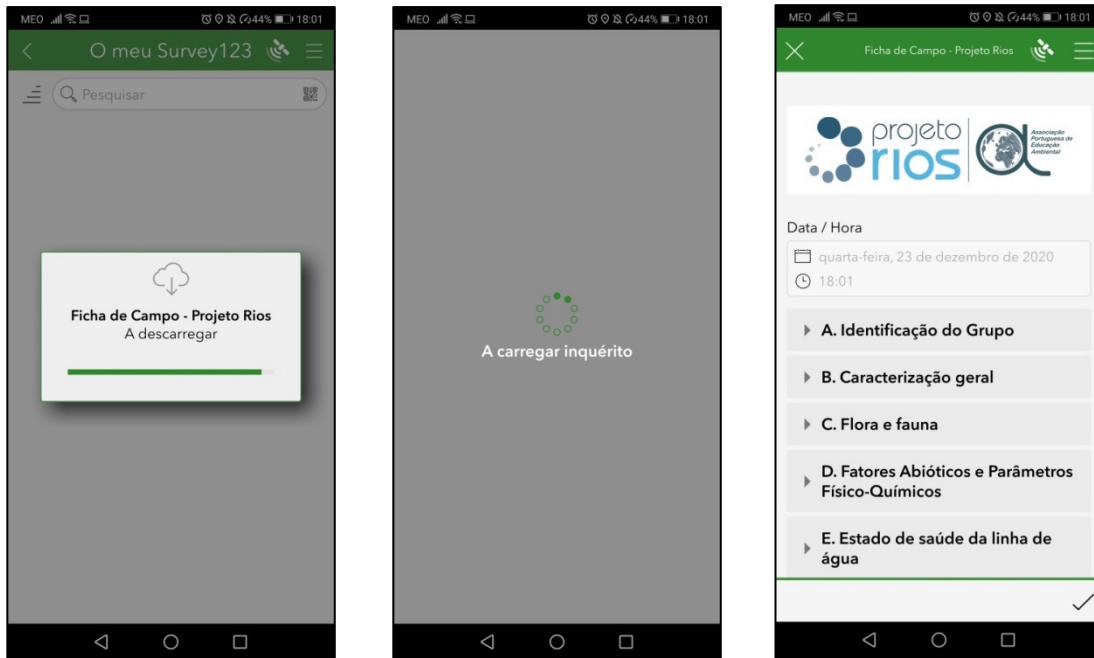 MEO 44% 18:01
O meu Survey123
Pesquisar
Ficha de Campo - Projeto Rios
A descarregar
MEO 44% 18:01
A carregar inquérito
MEO 44% 18:01
Ficha de Campo - Projeto Rios
projeto
rios
Associação
Portuguesa de
Educação
Ambiental
Data / Hora
quarta-feira, 23 de dezembro de 2020
18:01
A. Identificação do Grupo
B. Caracterização geral
C. Flora e fauna
D. Fatores Abióticos e Parâmetros
Físico-Químicos
E. Estado de saúde da linha de
água